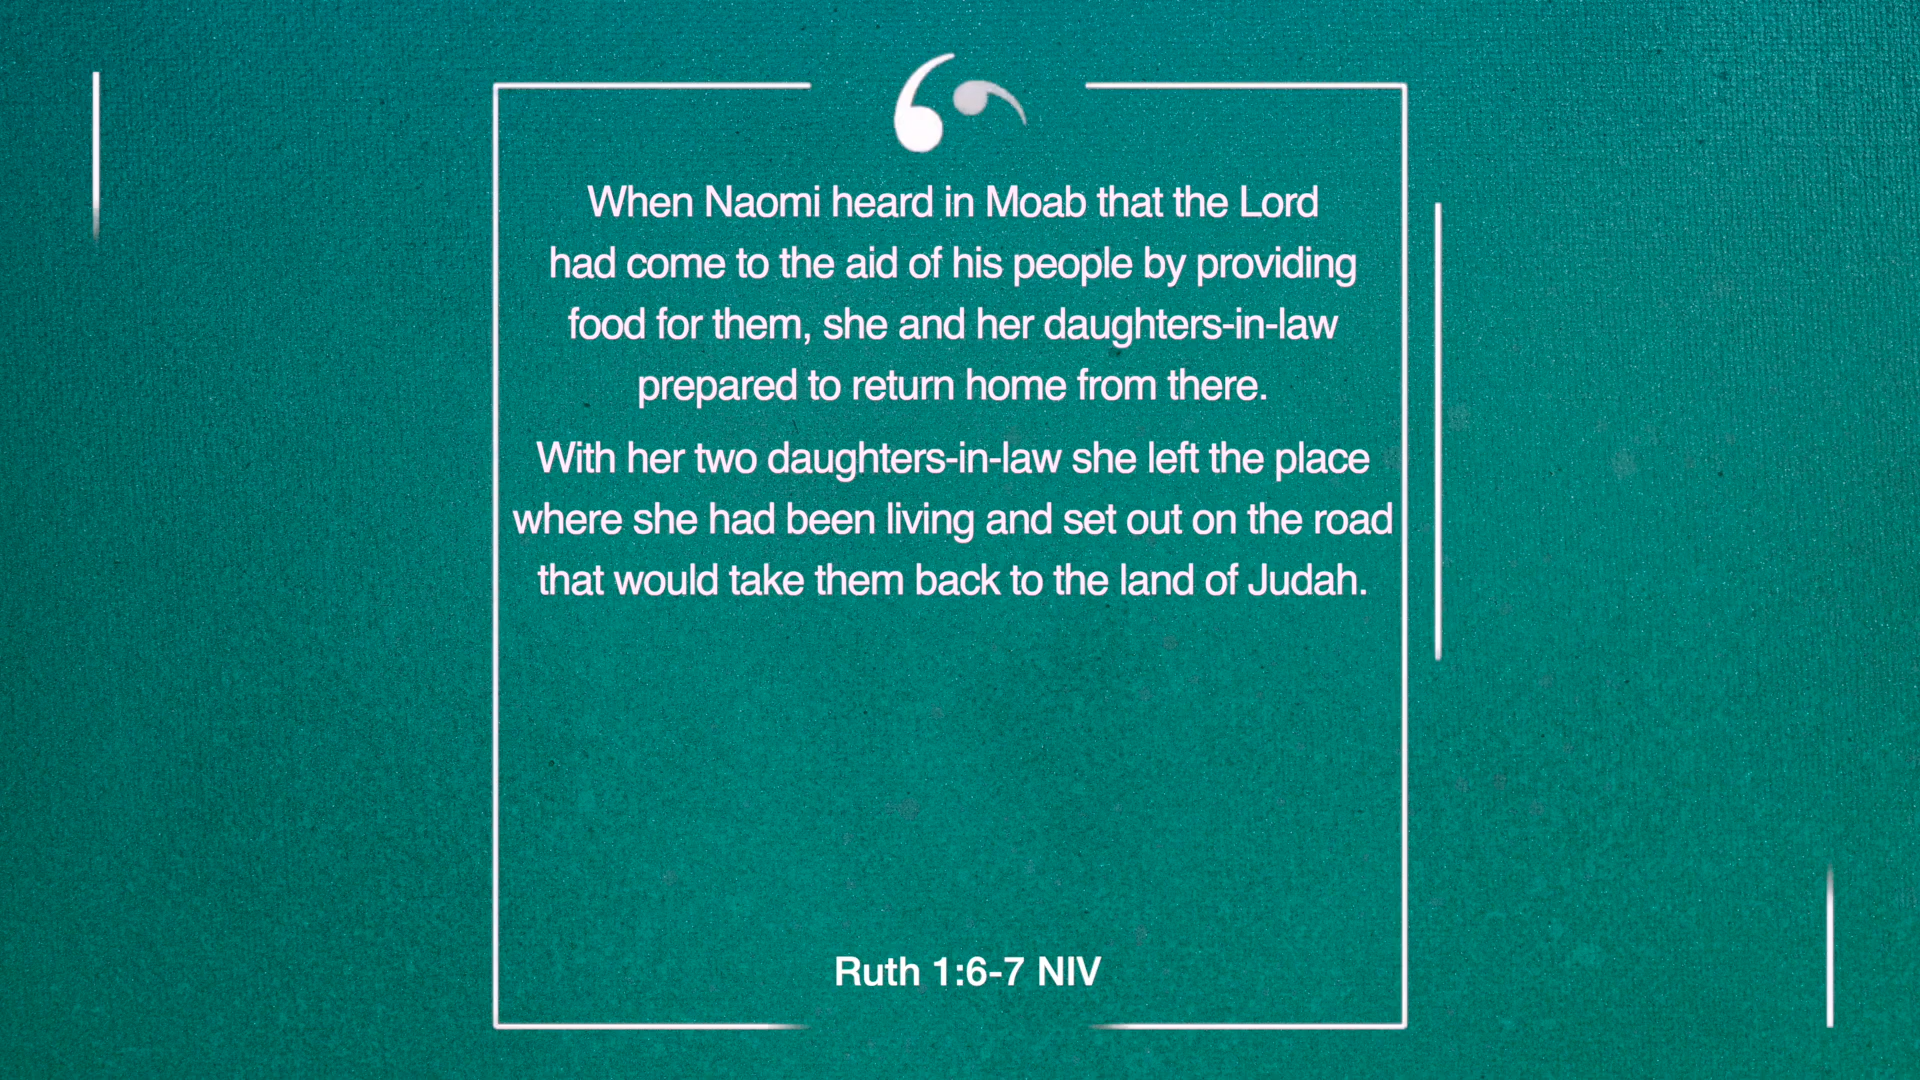 When Naomi heard in Moab that the Lord
had come to the aid of his people by providing
food for them, she and her daughters-in-law
prepared to return home from there.
With her two daughters-in-law she left the place
where she had been living and set out on the road
that would take them back to the land of Judah.
Ruth 1:6-7 NIV